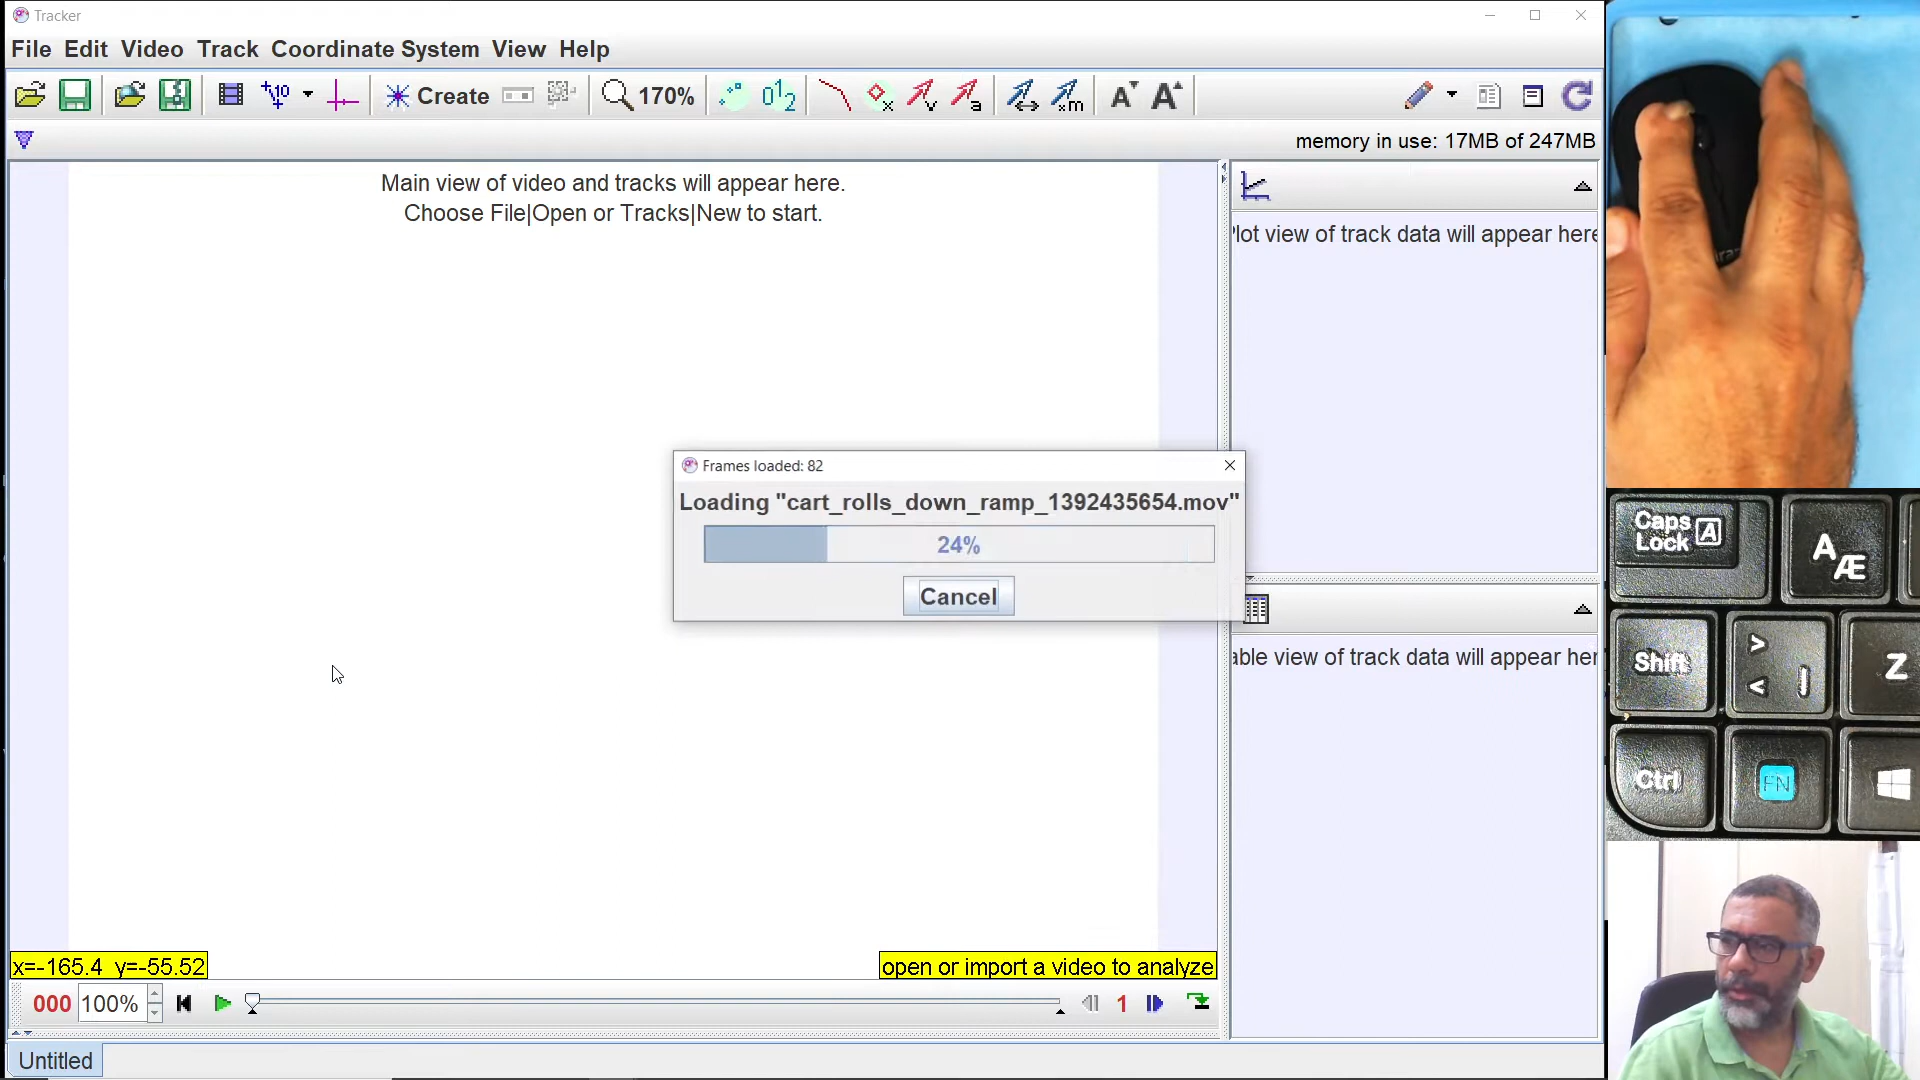 Tracker
File Edit Video Track Coordinate System View Help
Create 170%
memory in use: 17MB of 247MB
Main view of video and tracks will appear here.
Choose File|Open or Tracks|New to start.
Plot view of track data will appear here
Frames loaded: 82
Loading "cart_rolls_down_ramp_1392435654.mov"
24%
Cancel
able view of track data will appear her
x=-165.4 y=-55.52
open or import a video to analyze
000 100% 1
Untitled
Caps Lock A
A Æ
Shift > < | Z
Ctrl FN